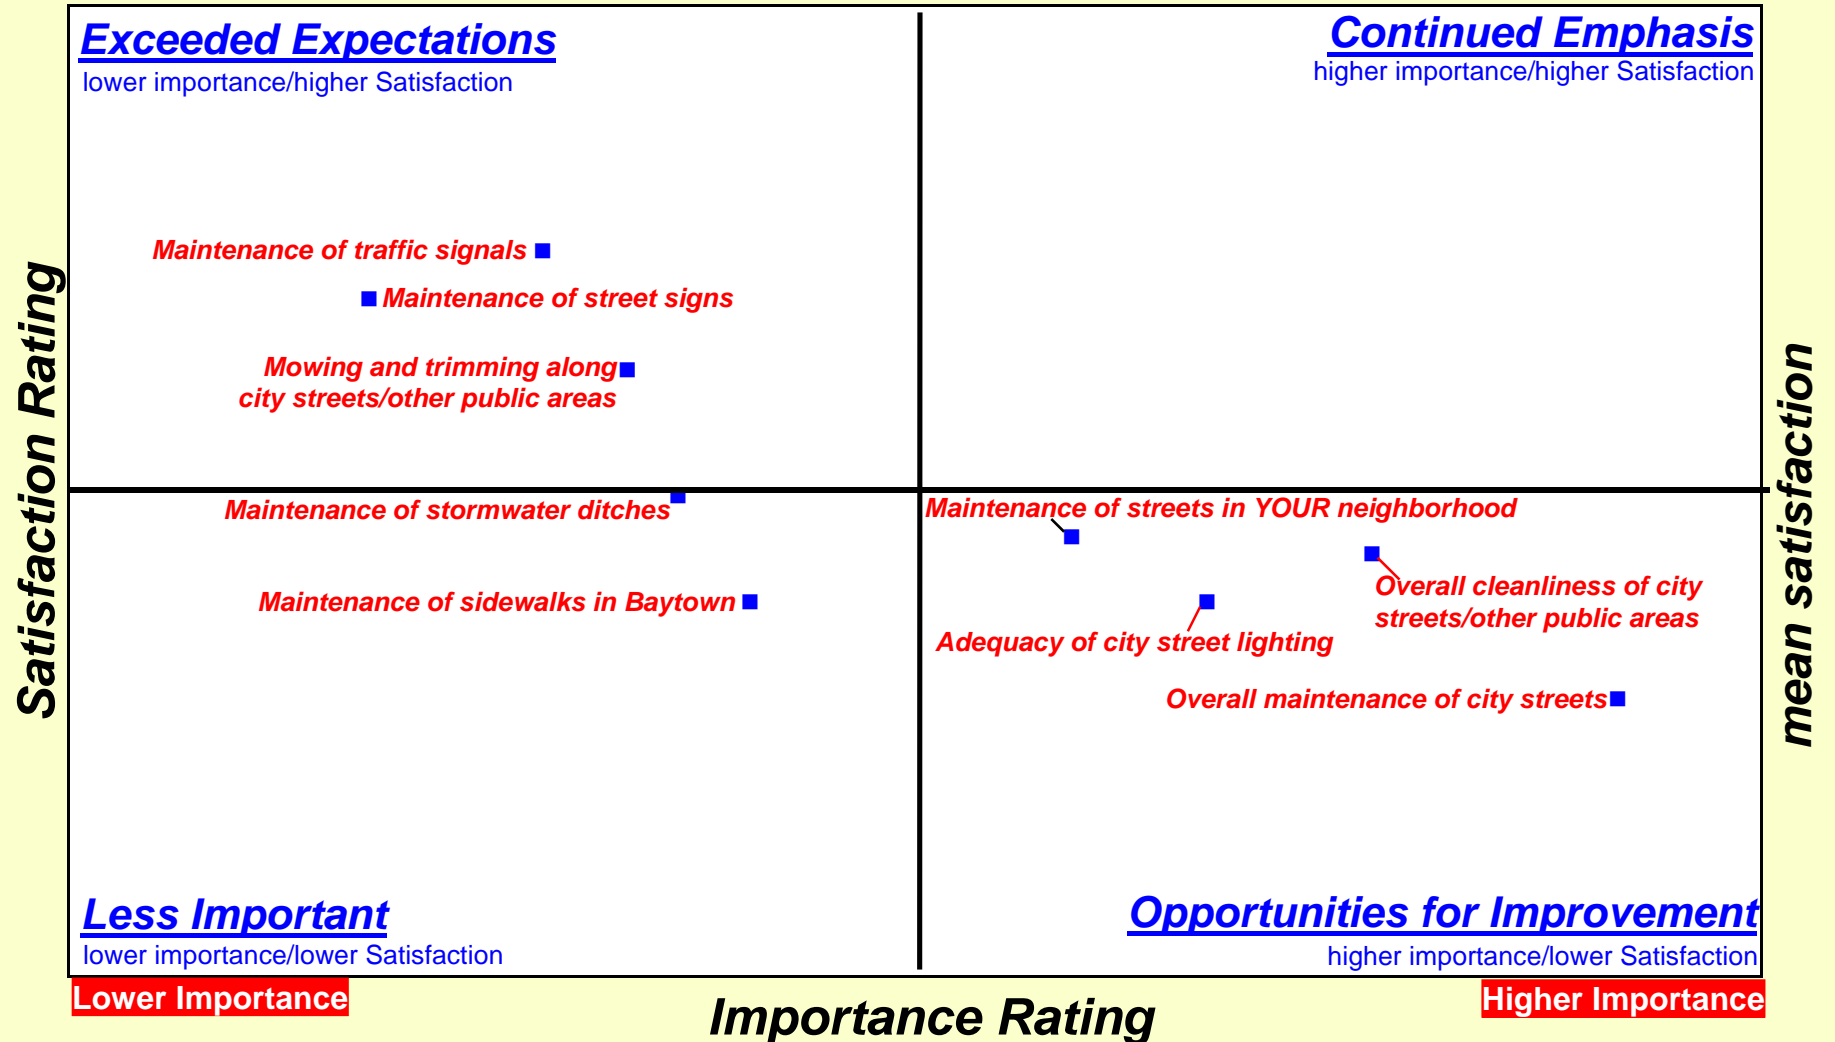 Exceeded Expectations
lower importance/higher Satisfaction
Continued Emphasis
higher importance/higher Satisfaction
Satisfaction Rating
mean satisfaction
Maintenance of traffic signals
Maintenance of street signs
Mowing and trimming along
city streets/other public areas
Maintenance of stormwater ditches
Maintenance of sidewalks in Baytown
Maintenance of streets in YOUR neighborhood
Overall cleanliness of city
streets/other public areas
Adequacy of city street lighting
Overall maintenance of city streets
Less Important
lower importance/lower Satisfaction
Opportunities for Improvement
higher importance/lower Satisfaction
Lower Importance
Importance Rating
Higher Importance